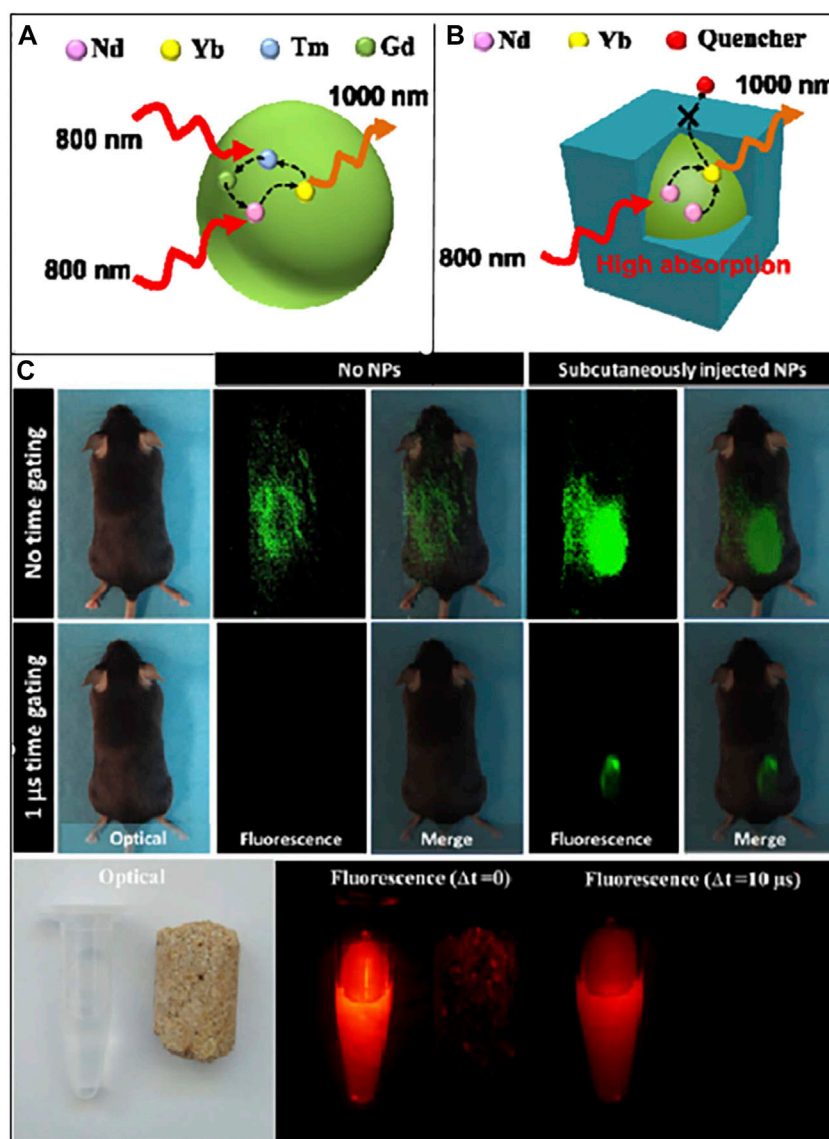 A
Nd Yb Tm Gd
1000 nm
800 nm
800 nm
B
Nd Yb Quencher
1000 nm
800 nm
High absorption
C
No NPs
Subcutaneously injected NPs
No time gating
1 µs time gating
Optical
Fluorescence
Merge
Fluorescence
Merge
Optical
Fluorescence (Δt=0)
Fluorescence (Δt=10 µs)